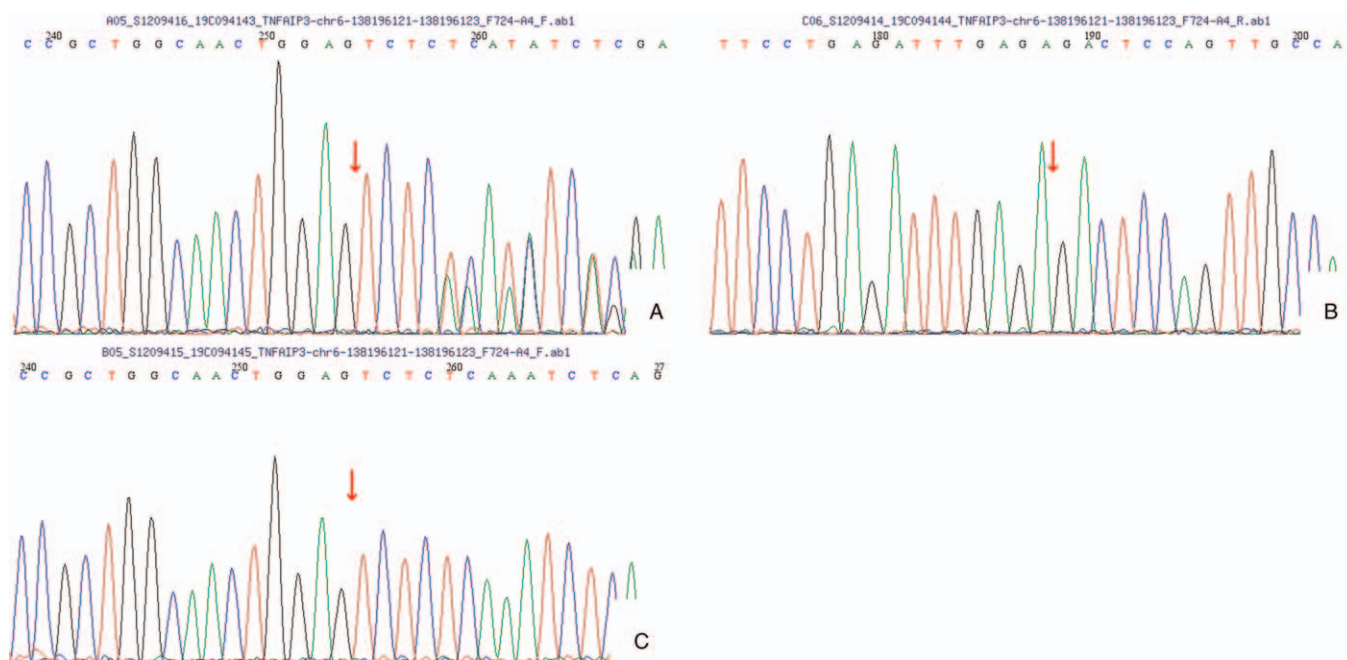 A05_S1209416_19C094143_TNFAIP3-chr6-138196121-138196123_F724-A4_F.ab1
240 250 260
C C G C T G G C A A C T G G A G T C T C T C A T A T C T C G A
A
C06_S1209414_19C094144_TNFAIP3-chr6-138196121-138196123_F724-A4_R.ab1
180 190 200
T T C C T G A G A T T T G A G A G A C T C C A G T T G C C A
B
B05_S1209415_19C094145_TNFAIP3-chr6-138196121-138196123_F724-A4_F.ab1
240 250 260 27
C C G C T G G C A A C T G G A G T C T C T C A A A T C T C A G
C